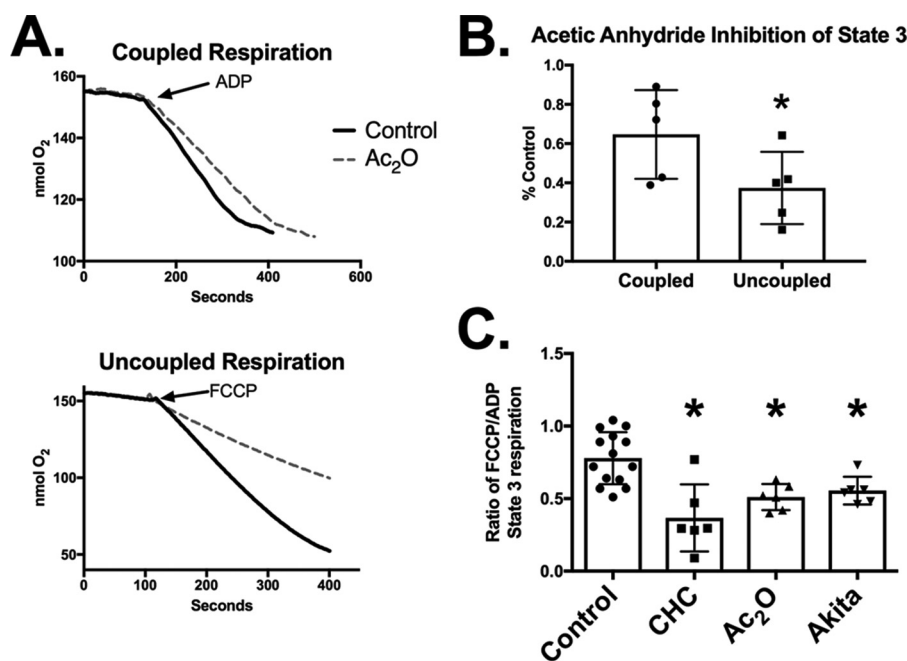 A.
Coupled Respiration
160
140
120
100
nmol O2
ADP
Control
Ac2O
0
200
400
600
Seconds
Uncoupled Respiration
150
100
50
nmol O2
FCCP
0
100
200
300
400
Seconds
B.
Acetic Anhydride Inhibition of State 3
1.0
0.8
0.6
0.4
0.2
0.0
% Control
*
Coupled
Uncoupled
C.
1.5
1.0
0.5
0.0
Ratio of FCCP/ADP
State 3 respiration
* * *
Control
CHC
Ac2O
Akita